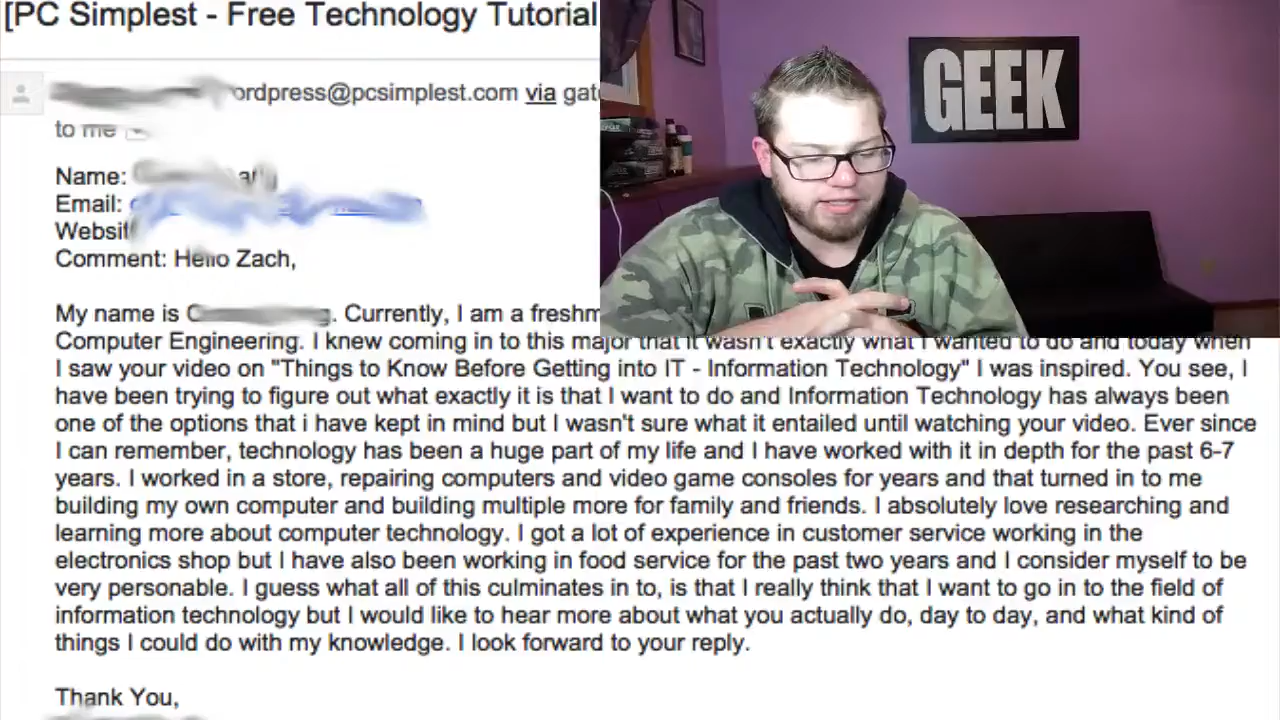 [PC Simplest - Free Technology Tutorial
ordpress@pcsimplest.com via gat
to me
GEEK
Name:
Email:
Websit
Comment: Hello Zach,
My name is . Currently, I am a freshm
Computer Engineering. I knew coming in to this major that it wasn't exactly what I wanted to do and today when
I saw your video on "Things to Know Before Getting into IT - Information Technology" I was inspired. You see, I
have been trying to figure out what exactly it is that I want to do and Information Technology has always been
one of the options that i have kept in mind but I wasn't sure what it entailed until watching your video. Ever since
I can remember, technology has been a huge part of my life and I have worked with it in depth for the past 6-7
years. I worked in a store, repairing computers and video game consoles for years and that turned in to me
building my own computer and building multiple more for family and friends. I absolutely love researching and
learning more about computer technology. I got a lot of experience in customer service working in the
electronics shop but I have also been working in food service for the past two years and I consider myself to be
very personable. I guess what all of this culminates in to, is that I really think that I want to go in to the field of
information technology but I would like to hear more about what you actually do, day to day, and what kind of
things I could do with my knowledge. I look forward to your reply.
Thank You,